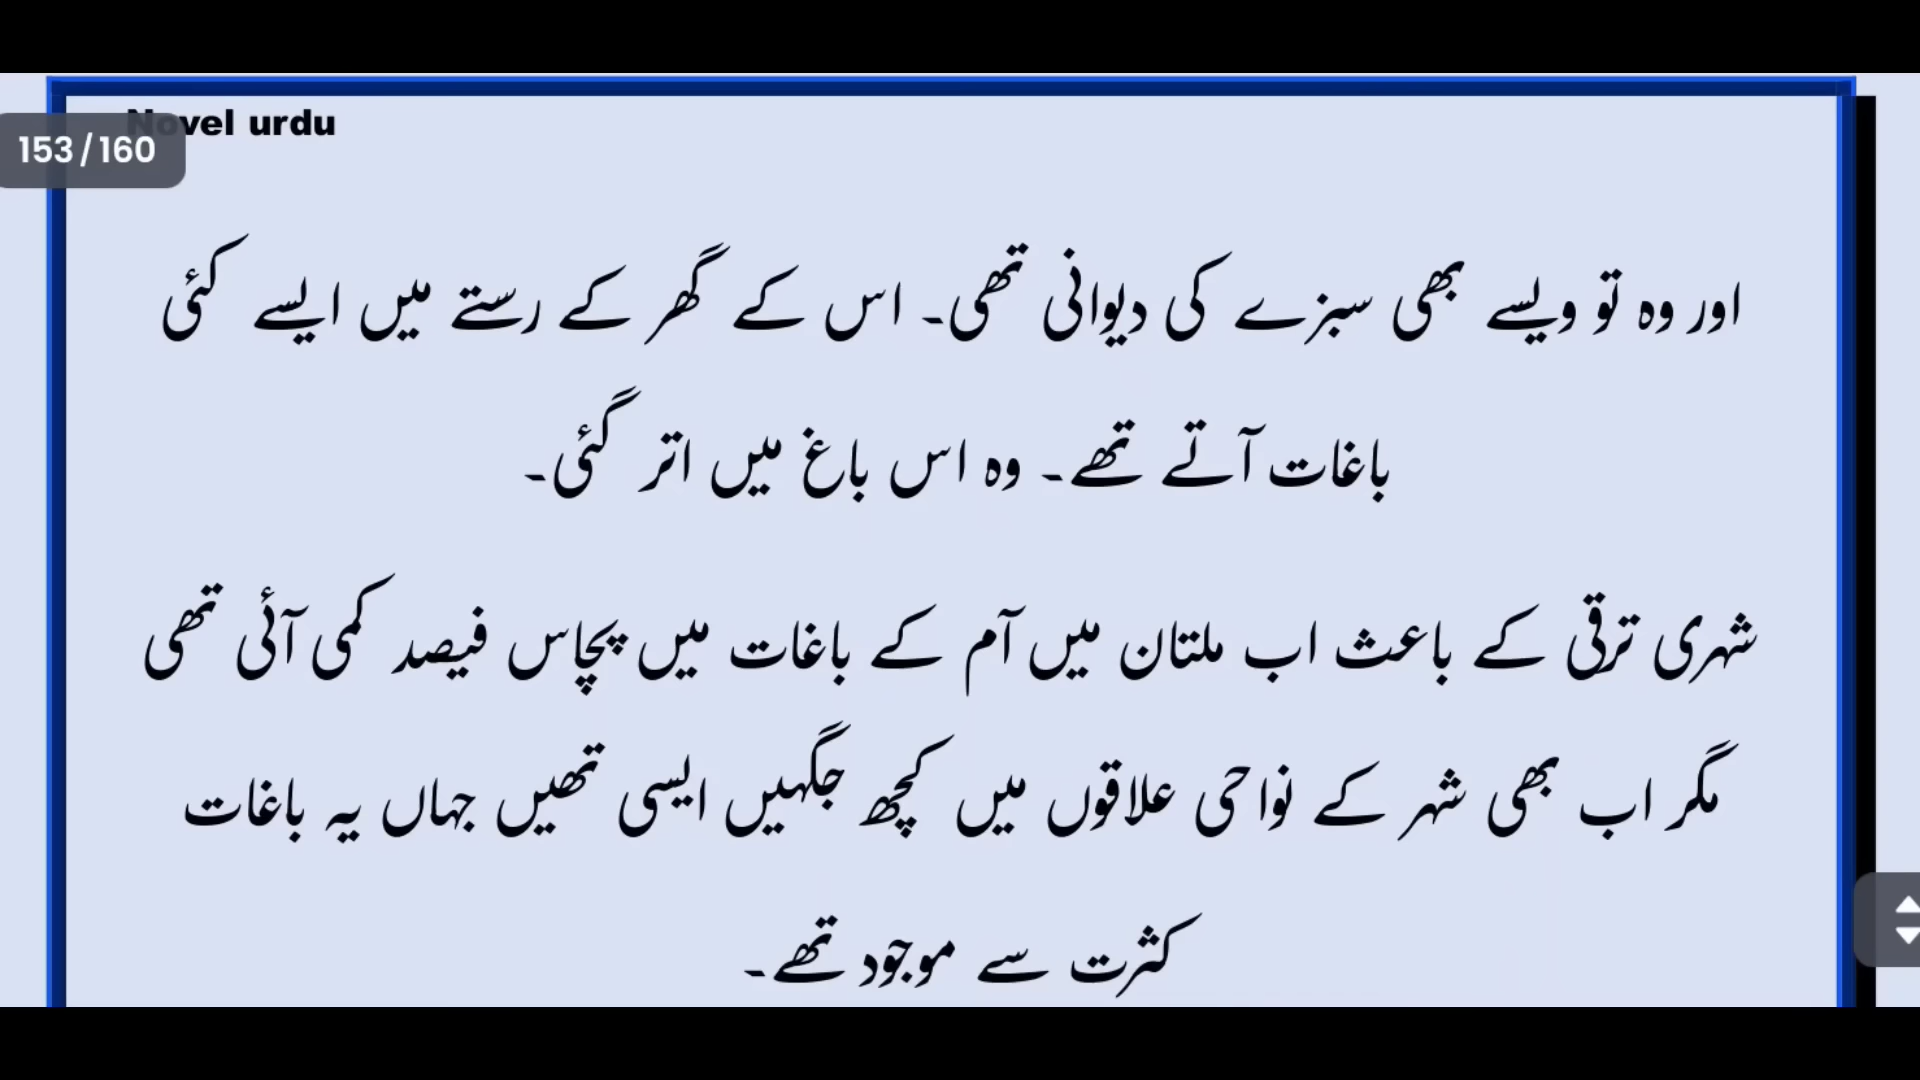 Novel urdu
153/160
اور وہ تو ویسے بھی سبزے کی دیوانی تھی۔ اس کے گھر کے رستے میں ایسے کئی
باغات آتے تھے۔ وہ اس باغ میں اتر گئی۔
شہری ترقی کے باعث اب ملتان میں آم کے باغات میں پچاس فیصد کمی آئی تھی
مگر اب بھی شہر کے نواحی علاقوں میں کچھ جگہیں ایسی تھیں جہاں یہ باغات
کثرت سے موجود تھے۔